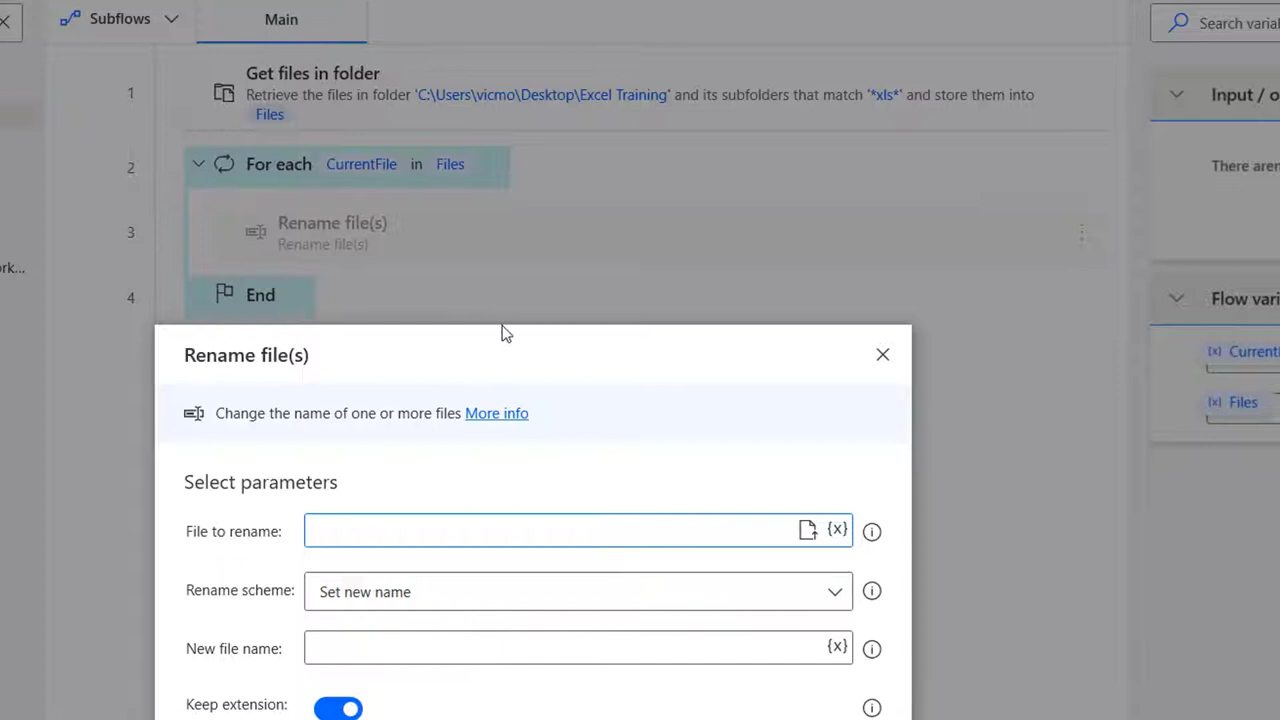 Subflows
Main
Search varia
1
Get files in folder
Retrieve the files in folder 'C:\Users\vicmo\Desktop\Excel Training' and its subfolders that match '*xls*' and store them into
Files
Input / o
2
For each CurrentFile in Files
There aren
3
Rename file(s)
Rename file(s)
ork...
4
End
Flow vari
{x} Current
{x} Files
Rename file(s)
Change the name of one or more files More info
Select parameters
File to rename:
{x}
Rename scheme:
Set new name
New file name:
{x}
Keep extension: